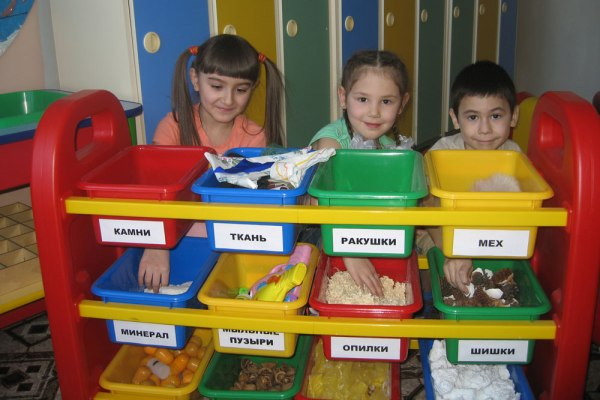 КАМНИ
ТКАНЬ
РАКУШКИ
МЕХ
МИНЕРАЛ
МЫЛЬНЫЕ
ПУЗЫРИ
ОПИЛКИ
ШИШКИ